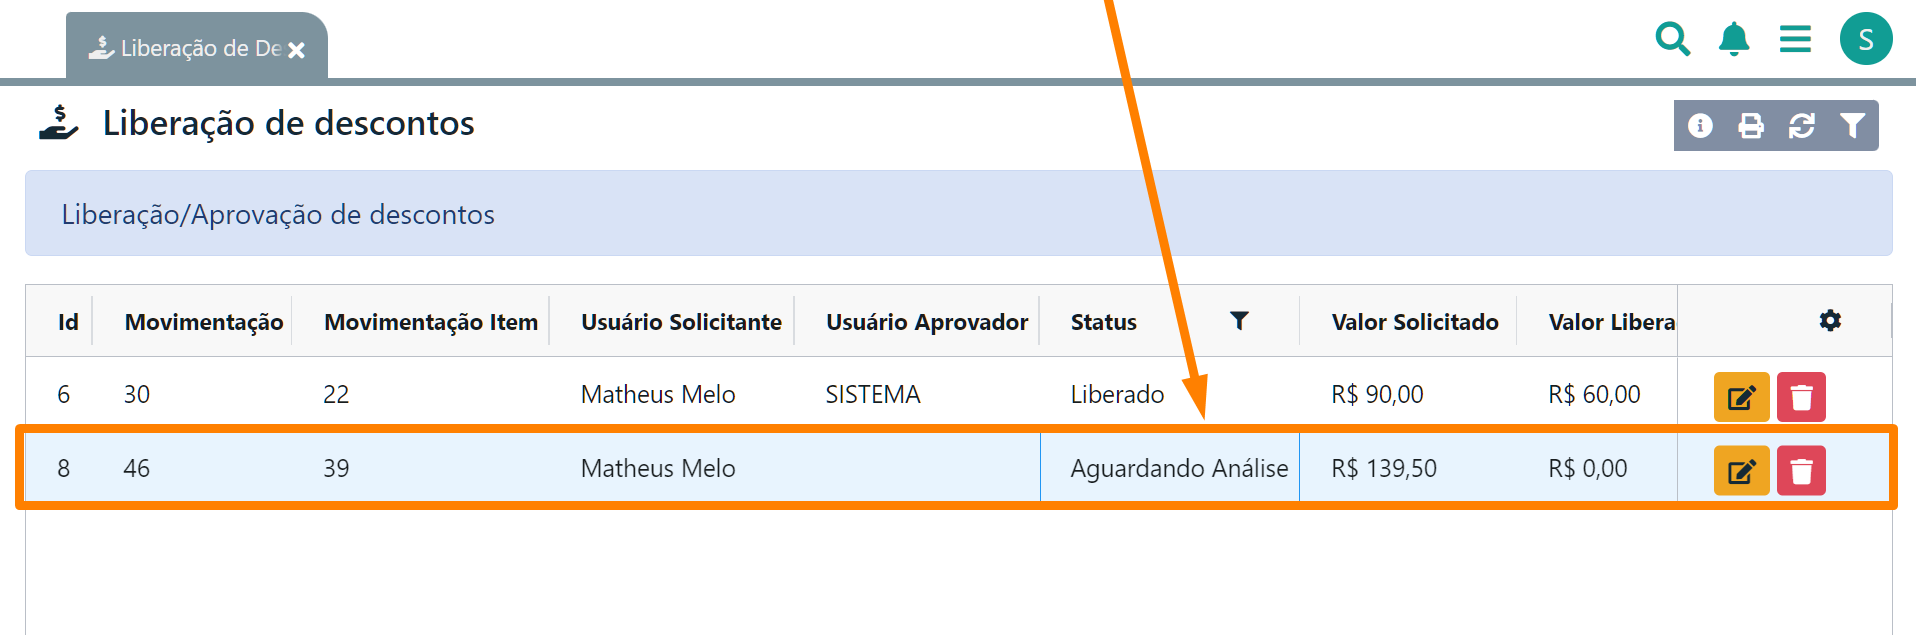 Liberação de De
S
Liberação de descontos
Liberação/Aprovação de descontos
Id Movimentação Movimentação Item Usuário Solicitante Usuário Aprovador Status Valor Solicitado Valor Libera
6 30 22 Matheus Melo SISTEMA Liberado R$ 90,00 R$ 60,00
8 46 39 Matheus Melo Aguardando Análise R$ 139,50 R$ 0,00